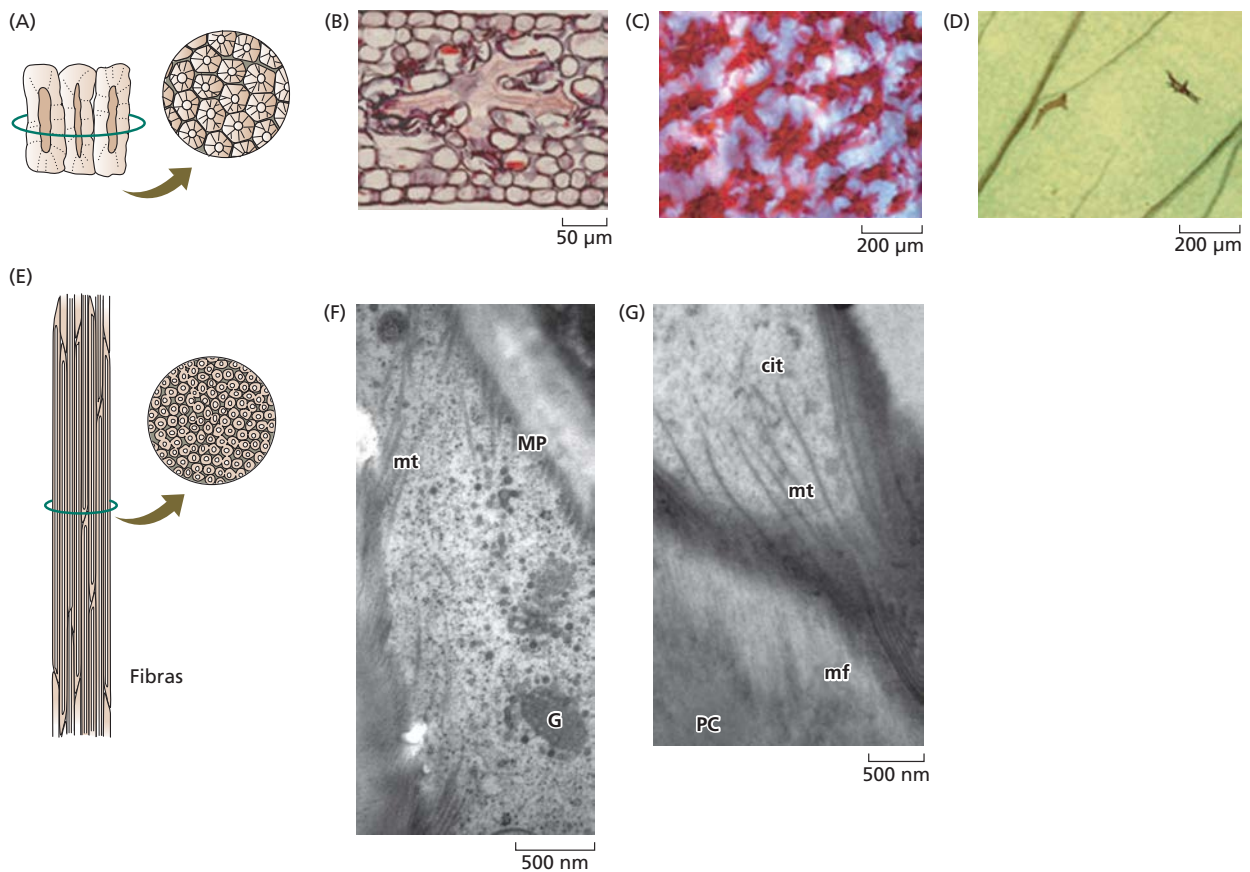 (A)
(B)
(C)
(D)
50 µm
200 µm
200 µm
(E)
(F)
(G)
cit
MP
mt
mt
Fibras
mf
G
PC
500 nm
500 nm